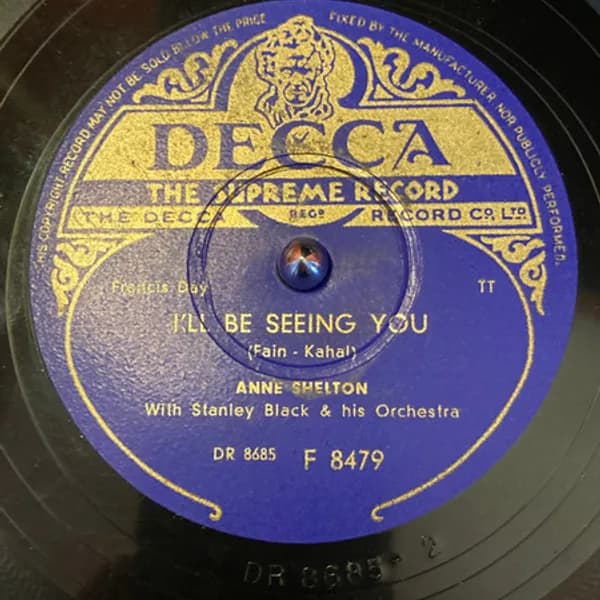 THIS COPYRIGHT RECORD MAY NOT BE SOLD BELOW THE PRICE FIXED BY THE MANUFACTURER, NOR PUBLICLY PERFORMED.
DECCA
THE SUPREME RECORD
THE DECCA REGD RECORD CO. LTD
Francis Day TT
I'LL BE SEEING YOU
(Fain - Kahal)
ANNE SHELTON
With Stanley Black & his Orchestra
DR 8685 F 8479
DR 8685 2